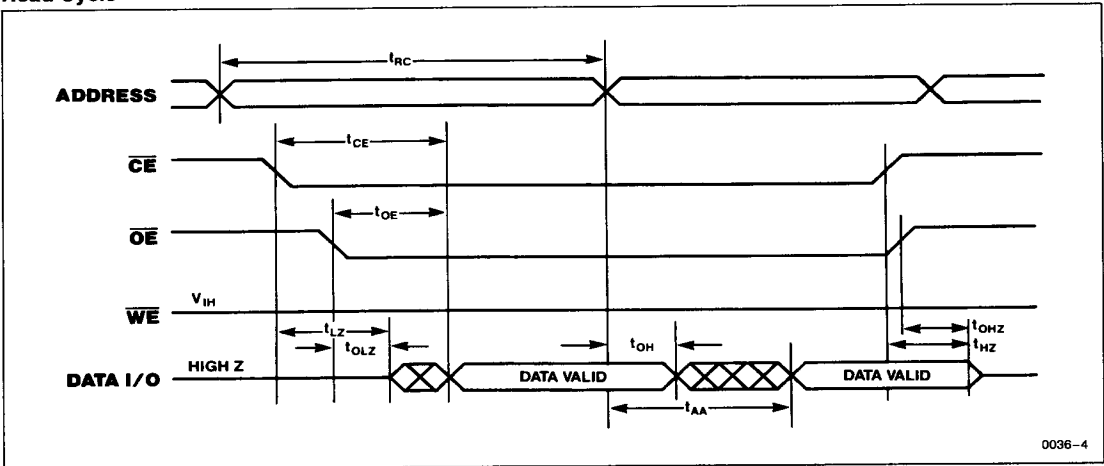 Read Cycle
tRC
ADDRESS
tCE
CE
tOE
OE
VIH
WE
tLZ
tOLZ
tOH
tOHZ
tHZ
DATA I/O
HIGH Z
DATA VALID
DATA VALID
tAA
0036–4